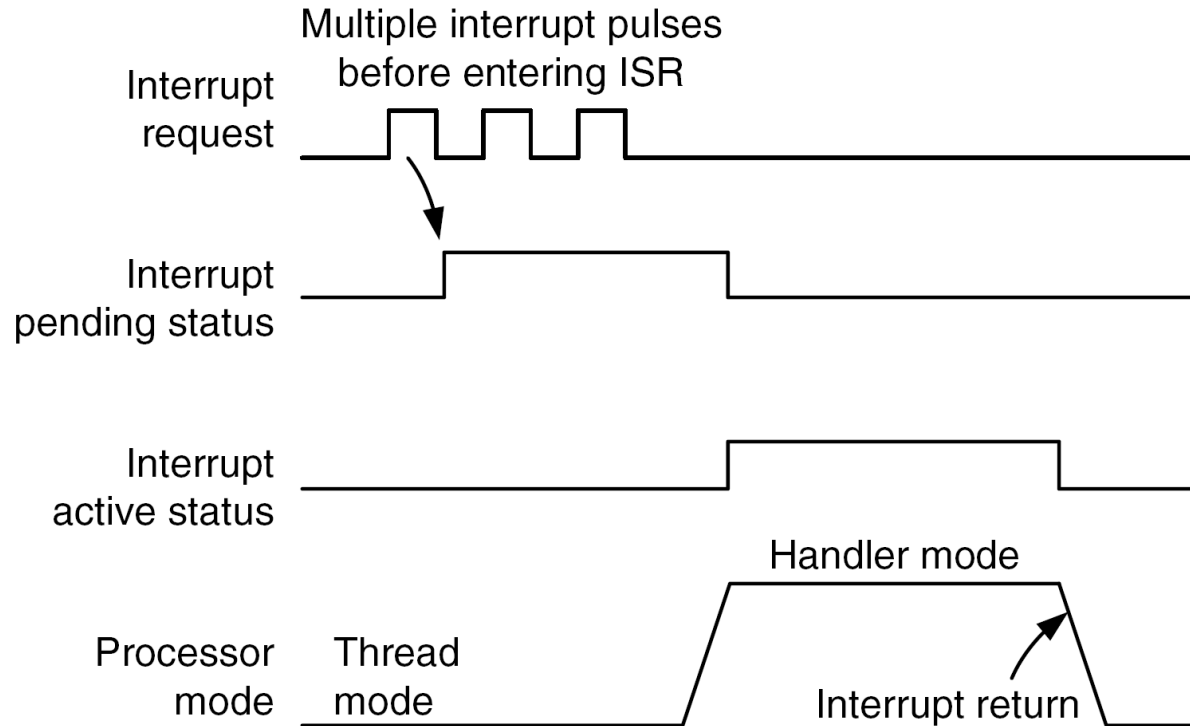 Multiple interrupt pulses
before entering ISR
Interrupt
request
Interrupt
pending status
Interrupt
active status
Handler mode
Processor
mode
Thread
mode
Interrupt return